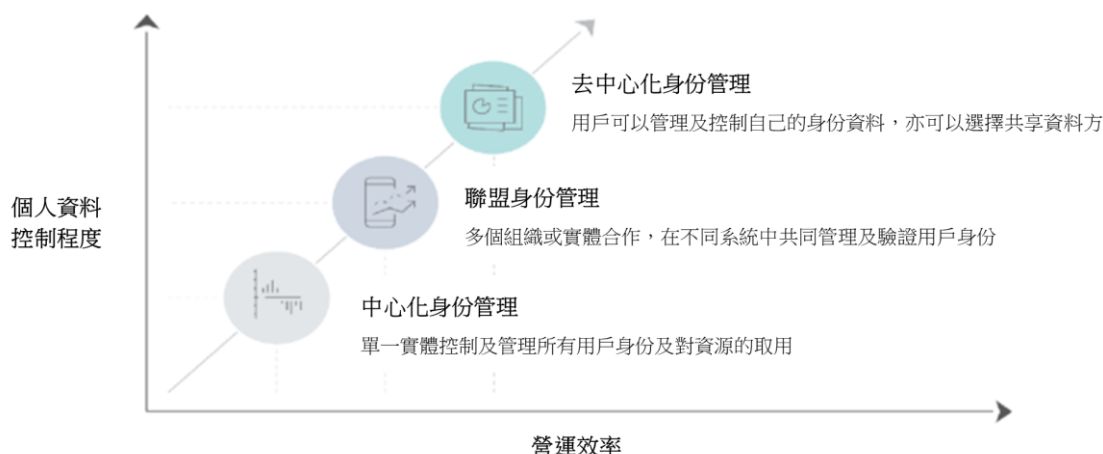 去中心化身份管理
用戶可以管理及控制自己的身份資料，亦可以選擇共享資料方
個人資料
控制程度
聯盟身份管理
多個組織或實體合作，在不同系統中共同管理及驗證用戶身份
中心化身份管理
單一實體控制及管理所有用戶身份及對資源的取用
營運效率